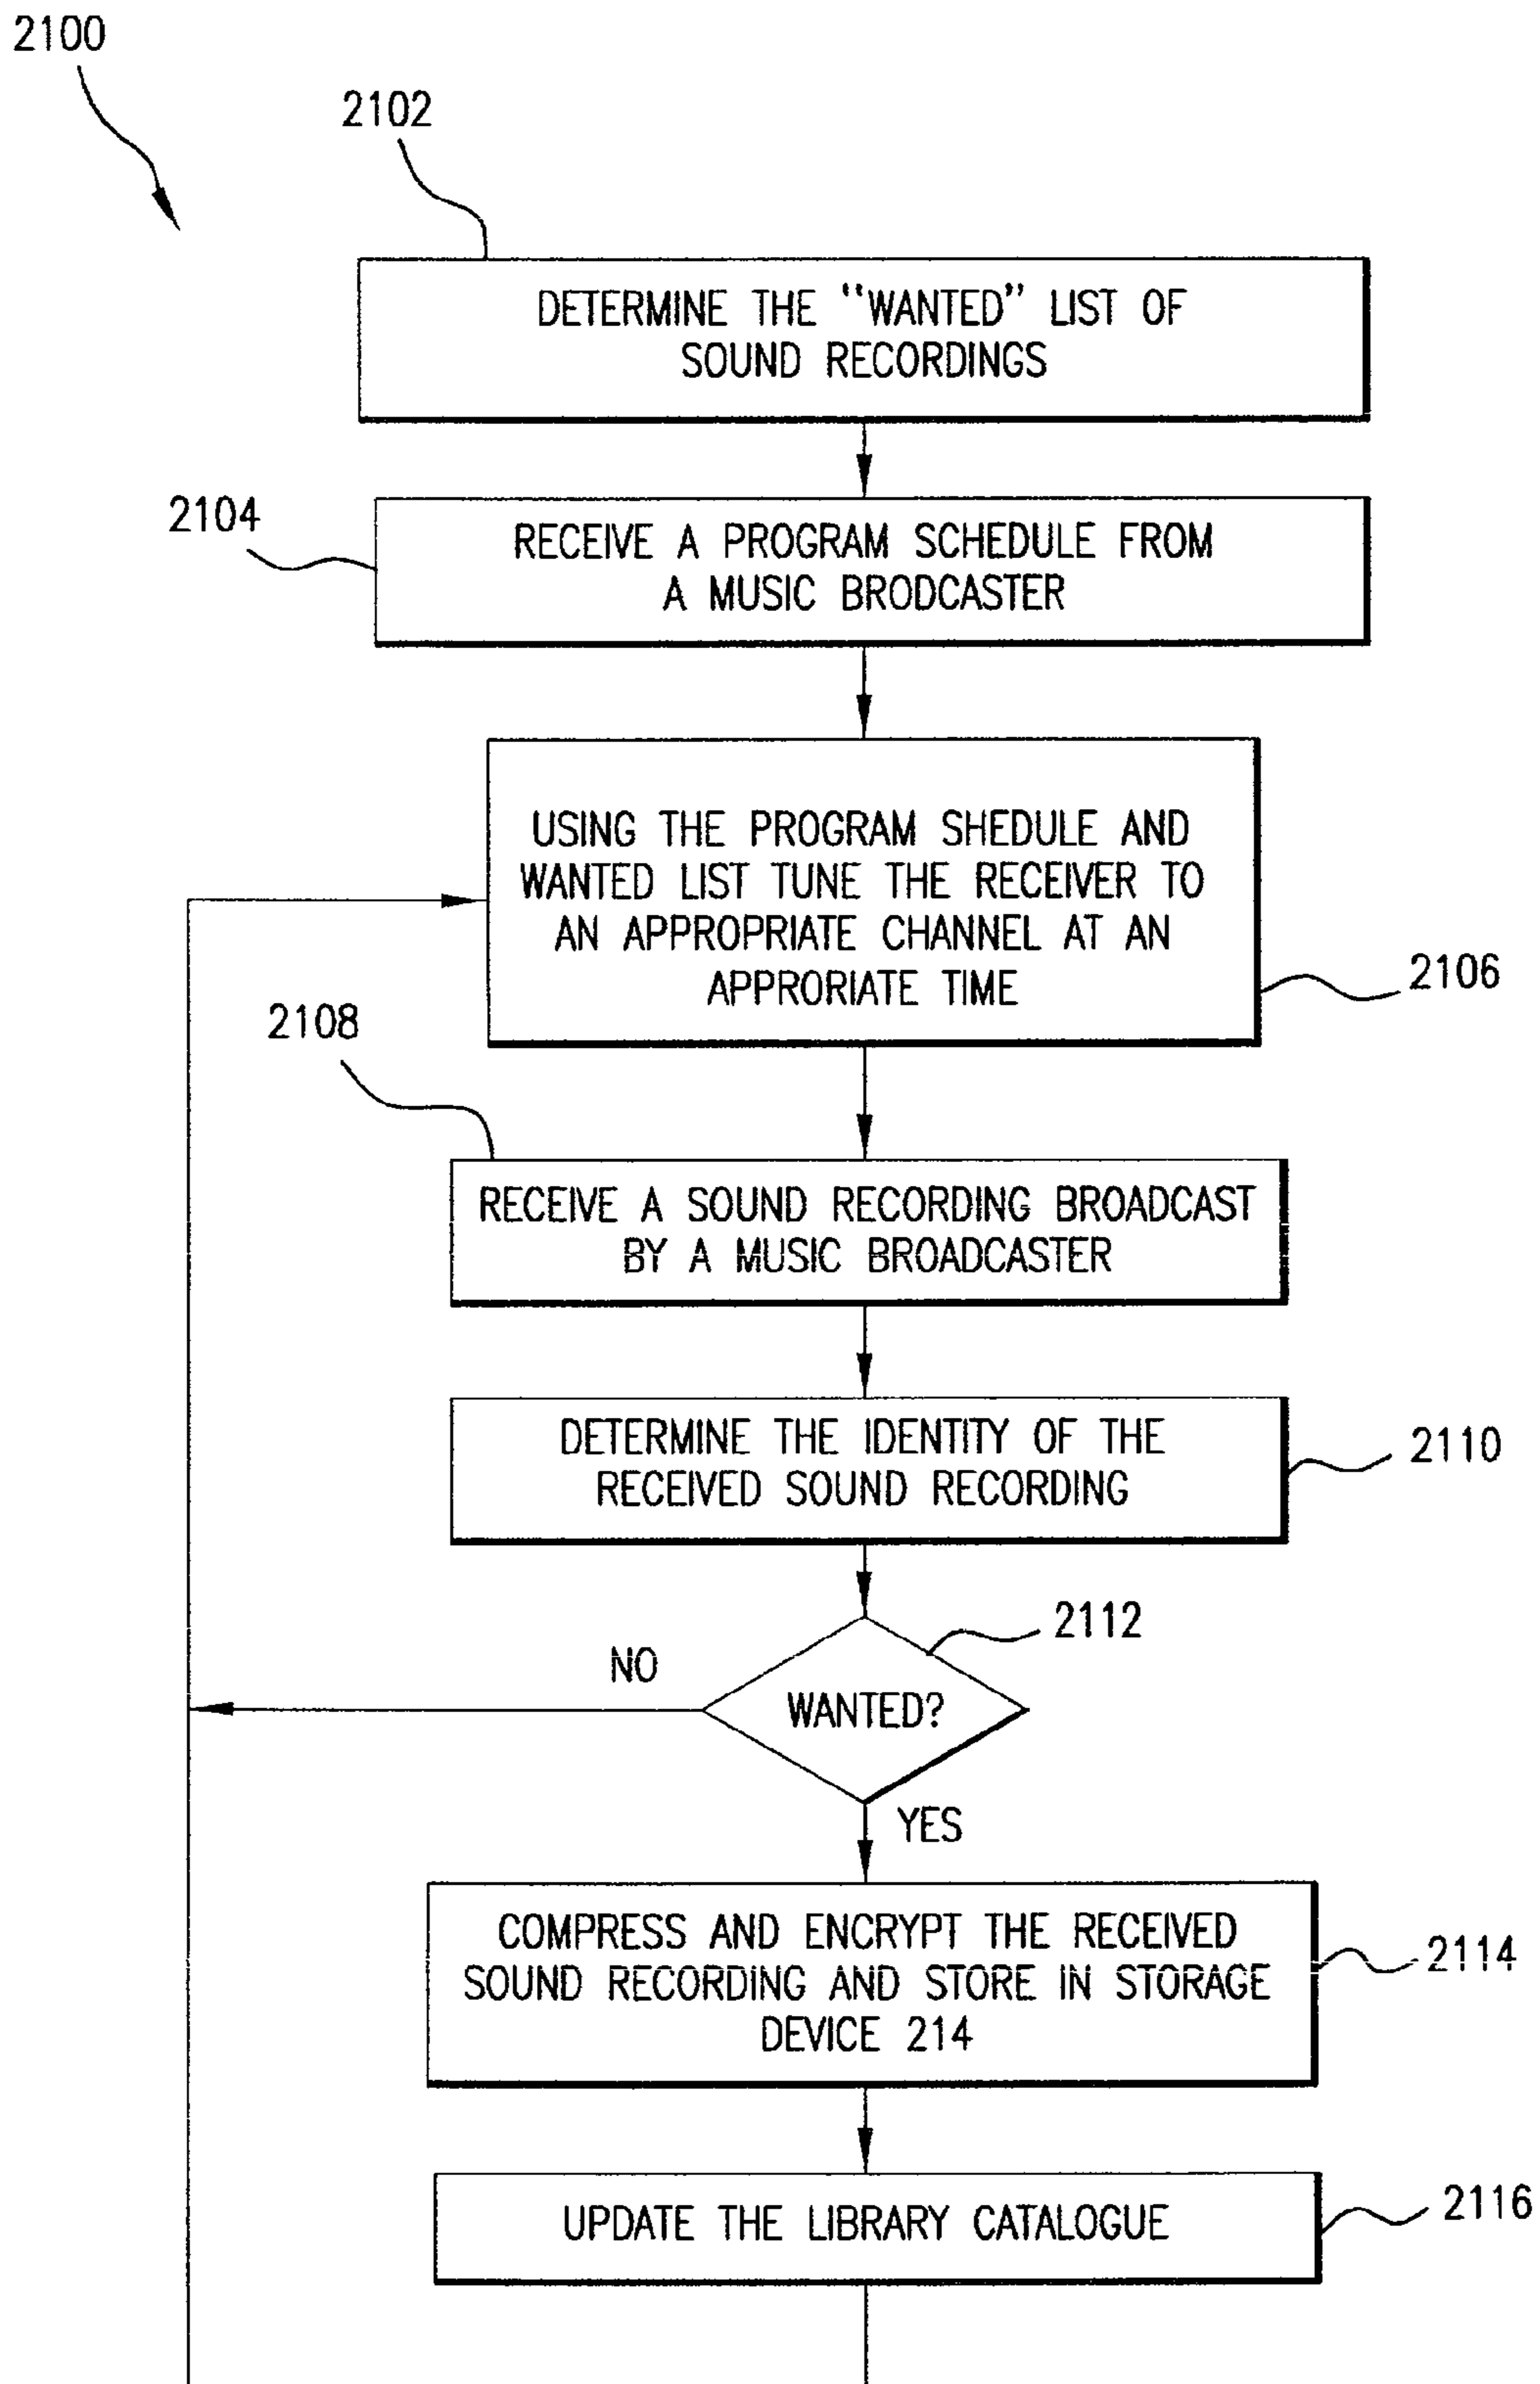 2100
2102
DETERMINE THE "WANTED" LIST OF
SOUND RECORDINGS
2104
RECEIVE A PROGRAM SCHEDULE FROM
A MUSIC BRODCASTER
USING THE PROGRAM SHEDULE AND
WANTED LIST TUNE THE RECEIVER TO
AN APPROPRIATE CHANNEL AT AN
APPRORIATE TIME
2106
2108
RECEIVE A SOUND RECORDING BROADCAST
BY A MUSIC BROADCASTER
DETERMINE THE IDENTITY OF THE
RECEIVED SOUND RECORDING
2110
2112
NO
WANTED?
YES
COMPRESS AND ENCRYPT THE RECEIVED
SOUND RECORDING AND STORE IN STORAGE
DEVICE 214
2114
UPDATE THE LIBRARY CATALOGUE
2116